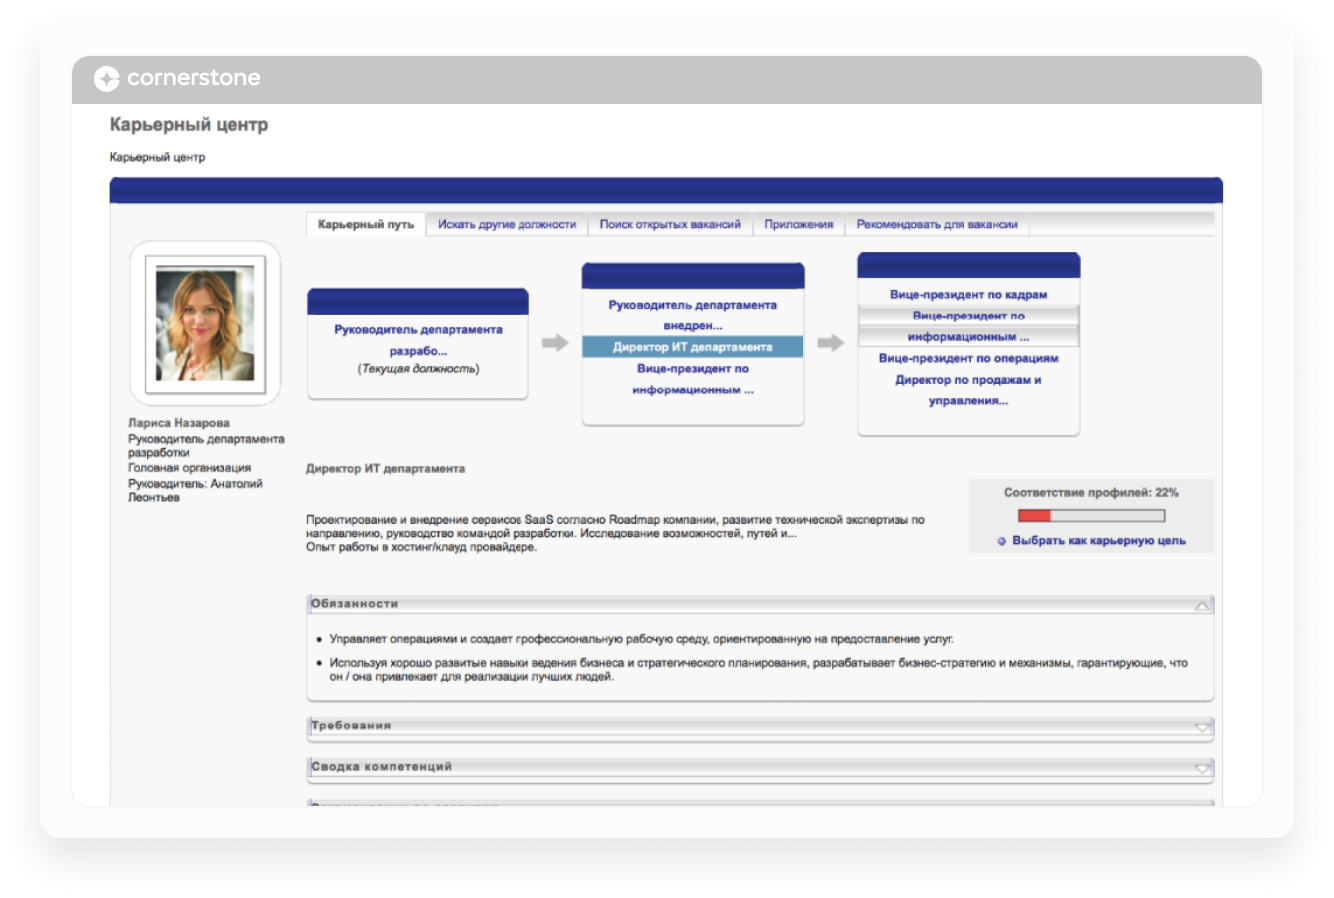 cornerstone
Карьерный центр
Карьерный центр
Карьерный путь
Искать другие должности
Поиск открытых вакансий
Приложения
Рекомендовать для вакансии
Лариса Назарова
Руководитель департамента
разработки
Головная организация
Руководитель: Анатолий
Леонтьев
Руководитель департамента
разрабо...
(Текущая должность)
Руководитель департамента
внедрен...
Директор ИТ департамента
Вице-президент по
информационным ...
Вице-президент по кадрам
Вице-президент по
информационным ...
Вице-президент по операциям
Директор по продажам и
управления...
Директор ИТ департамента
Проектирование и внедрение сервисов SaaS согласно Roadmap компании, развитие технической экспертизы по
направлению, руководство командой разработки. Исследование возможностей, путей и...
Опыт работы в хостинг/клауд провайдере.
Соответствие профилей: 22%
Выбрать как карьерную цель
Обязанности
• Управляет операциями и создает грофессиональную рабочую среду, ориентированную на предоставление услуг.
• Используя хорошо развитые навыки ведения бизнеса и стратегического планирования, разрабатывает бизнес-стратегию и механизмы, гарантирующие, что
он / она привлекает для реализации лучших людей.
Требования
Сводка компетенций